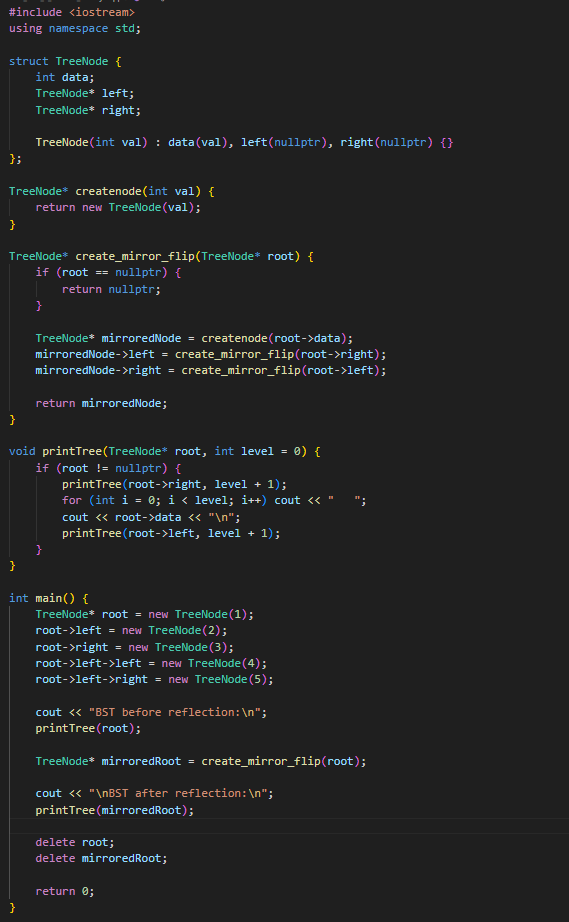 #include <iostream>
using namespace std;

struct TreeNode {
    int data;
    TreeNode* left;
    TreeNode* right;

    TreeNode(int val) : data(val), left(nullptr), right(nullptr) {}
};

TreeNode* createnode(int val) {
    return new TreeNode(val);
}

TreeNode* create_mirror_flip(TreeNode* root) {
    if (root == nullptr) {
        return nullptr;
    }

    TreeNode* mirroredNode = createnode(root->data);
    mirroredNode->left = create_mirror_flip(root->right);
    mirroredNode->right = create_mirror_flip(root->left);

    return mirroredNode;
}

void printTree(TreeNode* root, int level = 0) {
    if (root != nullptr) {
        printTree(root->right, level + 1);
        for (int i = 0; i < level; i++) cout << "   ";
        cout << root->data << "\n";
        printTree(root->left, level + 1);
    }
}

int main() {
    TreeNode* root = new TreeNode(1);
    root->left = new TreeNode(2);
    root->right = new TreeNode(3);
    root->left->left = new TreeNode(4);
    root->left->right = new TreeNode(5);

    cout << "BST before reflection:\n";
    printTree(root);

    TreeNode* mirroredRoot = create_mirror_flip(root);

    cout << "\nBST after reflection:\n";
    printTree(mirroredRoot);

    delete root;
    delete mirroredRoot;

    return 0;
}